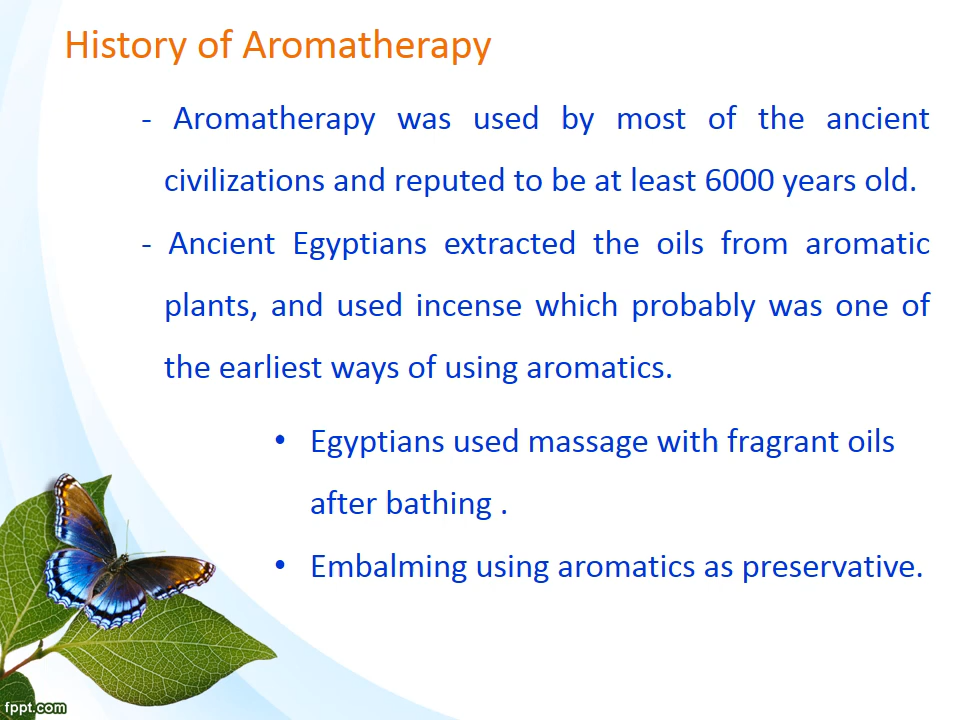 History of Aromatherapy
- Aromatherapy was used by most of the ancient
civilizations and reputed to be at least 6000 years old.
- Ancient Egyptians extracted the oils from aromatic
plants, and used incense which probably was one of
the earliest ways of using aromatics.
• Egyptians used massage with fragrant oils
after bathing .
• Embalming using aromatics as preservative.
fppt.com